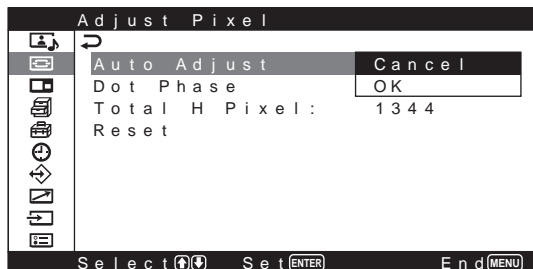 Adjust Pixel
Auto Adjust Cancel
Dot Phase OK
Total H Pixel: 1344
Reset
Select Set ENTER End MENU